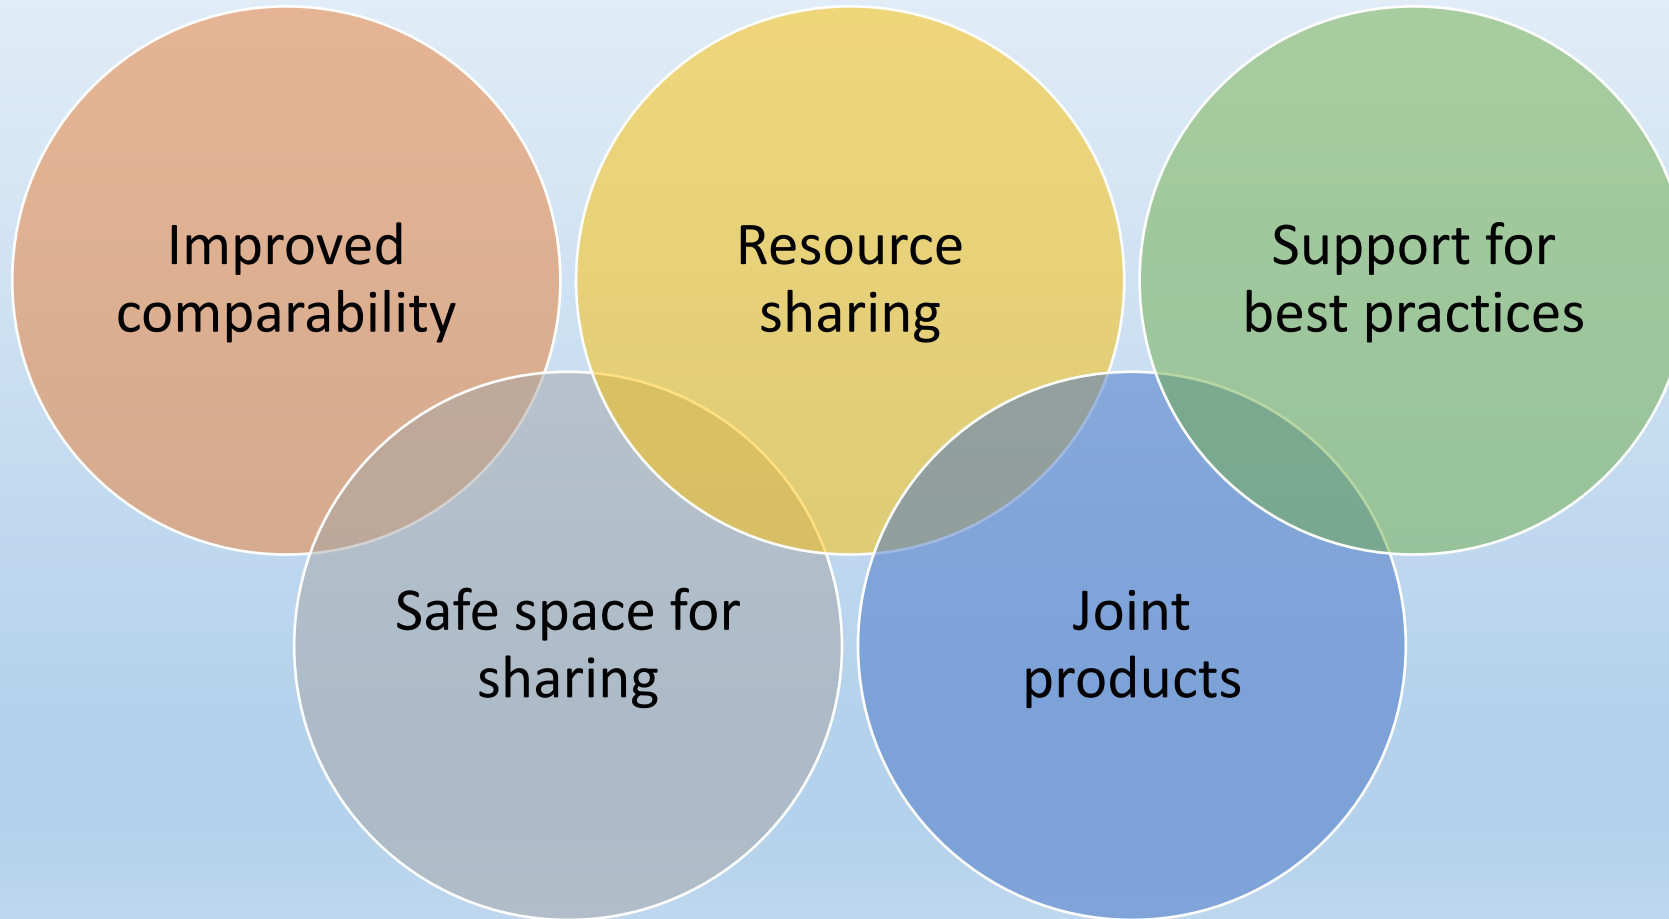 Improved
comparability
Resource
sharing
Support for
best practices
Safe space for
sharing
Joint
products